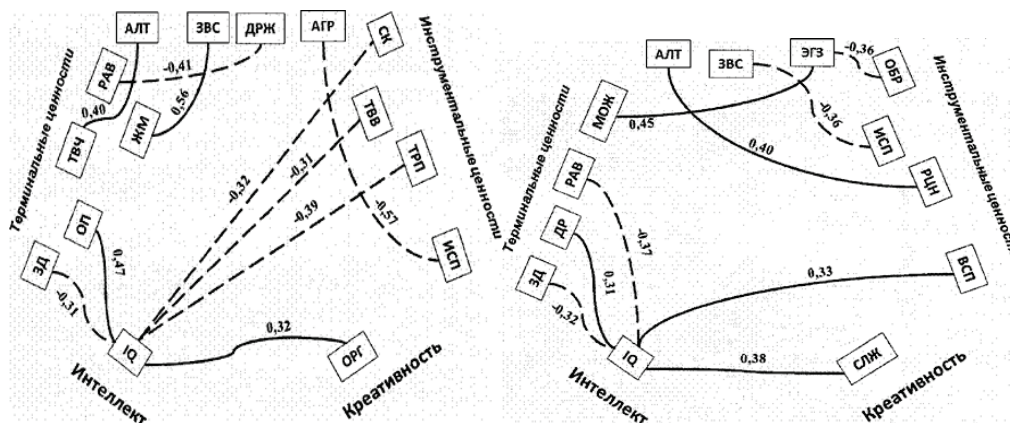 АЛТ
ЗВС
ДРЖ
АГР
СК
РАВ
-0,41
0,40
0,56
ТВЧ
ЖМ
Терминальные ценности
Инструментальные ценности
ТВВ
ТРП
-0,32
-0,31
-0,39
-0,57
ОП
ЗД
0,47
-0,31
ИСП
IQ
0,32
ОРГ
Интеллект
Креативность
АЛТ
ЗВС
ЭГЗ
-0,36
ОБР
МОЖ
0,45
-0,36
ИСП
0,40
РЦН
Терминальные ценности
Инструментальные ценности
РАВ
ДР
ЗД
-0,37
0,31
-0,32
0,33
ВСП
IQ
0,38
СЛЖ
Интеллект
Креативность